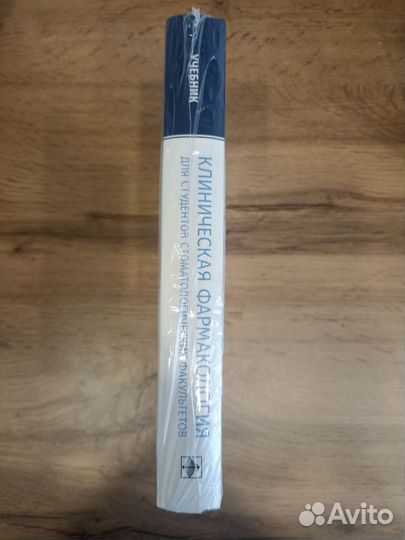 УЧЕБНИК
КЛИНИЧЕСКАЯ ФАРМАКОЛОГИЯ
ДЛЯ СТУДЕНТОВ СТОМАТОЛОГИЧЕСКИХ ФАКУЛЬТЕТОВ
Avito